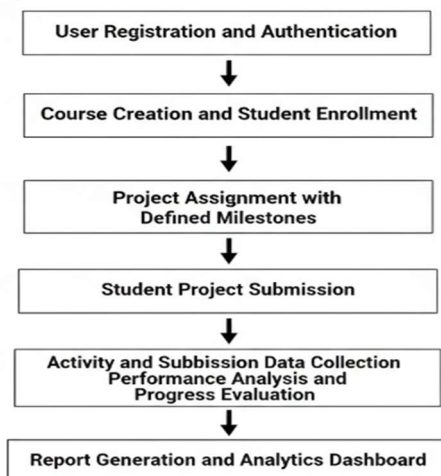 User Registration and Authentication
Course Creation and Student Enrollment
Project Assignment with
Defined Milestones
Student Project Submission
Activity and Subbission Data Collection
Performance Analysis and
Progress Evaluation
Report Generation and Analytics Dashboard